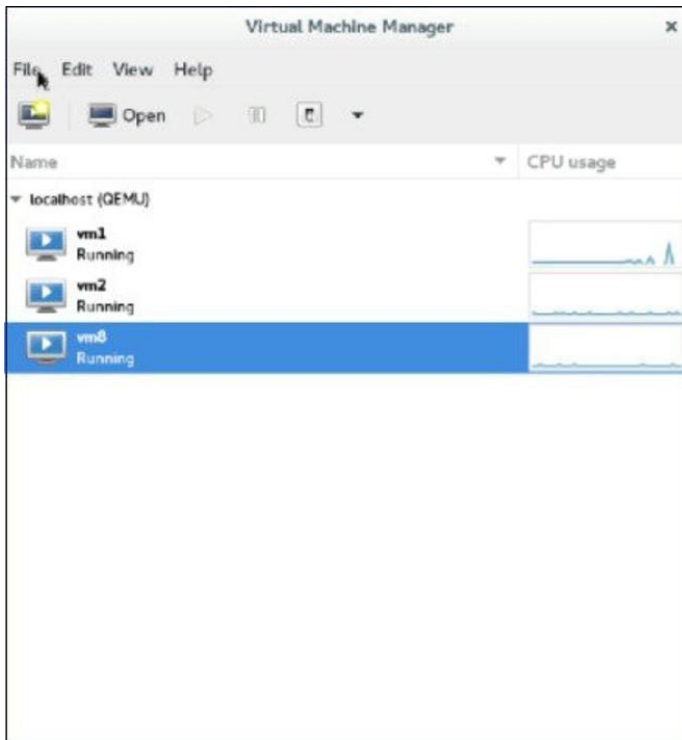 Virtual Machine Manager
File Edit View Help
Open
Name CPU usage
localhost (QEMU)
vm1
Running
vm2
Running
vm8
Running